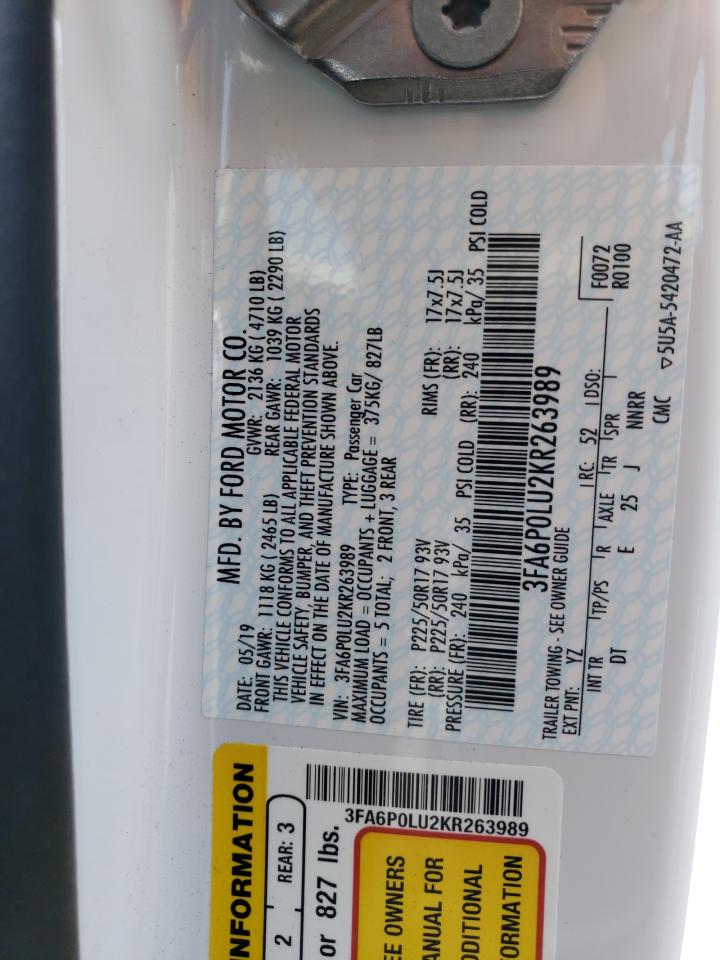 MFD. BY FORD MOTOR CO.
DATE: 05/19 GVWR: 2136 KG ( 4710 LB)
FRONT GAWR: 1118 KG ( 2465 LB) REAR GAWR: 1039 KG ( 2290 LB)
THIS VEHICLE CONFORMS TO ALL APPLICABLE FEDERAL MOTOR
VEHICLE SAFETY, BUMPER, AND THEFT PREVENTION STANDARDS
IN EFFECT ON THE DATE OF MANUFACTURE SHOWN ABOVE.
VIN: 3FA6P0LU2KR263989 TYPE: Passenger Car
MAXIMUM LOAD = OCCUPANTS + LUGGAGE = 375KG/ 827LB
OCCUPANTS = 5 TOTAL; 2 FRONT, 3 REAR
TIRE (FR): P225/50R17 93V RIMS (FR): 17x7.5J
(RR): P225/50R17 93V (RR): 17x7.5J
PRESSURE (FR): 240 kPa/ 35 PSI COLD (RR): 240 kPa/ 35 PSI COLD
3FA6P0LU2KR263989
TRAILER TOWING - SEE OWNER GUIDE
EXT PNT: YZ RC: 52 DSO: F0072
R0100
INT TR TP/PS R AXLE TR SPR
DT E 25 J NNRR
CMC ▽5U5A-5420472-AA
INFORMATION
2 REAR: 3
or 827 lbs.
3FA6P0LU2KR263989
EE OWNERS
ANUAL FOR
DDITIONAL
ORMATION